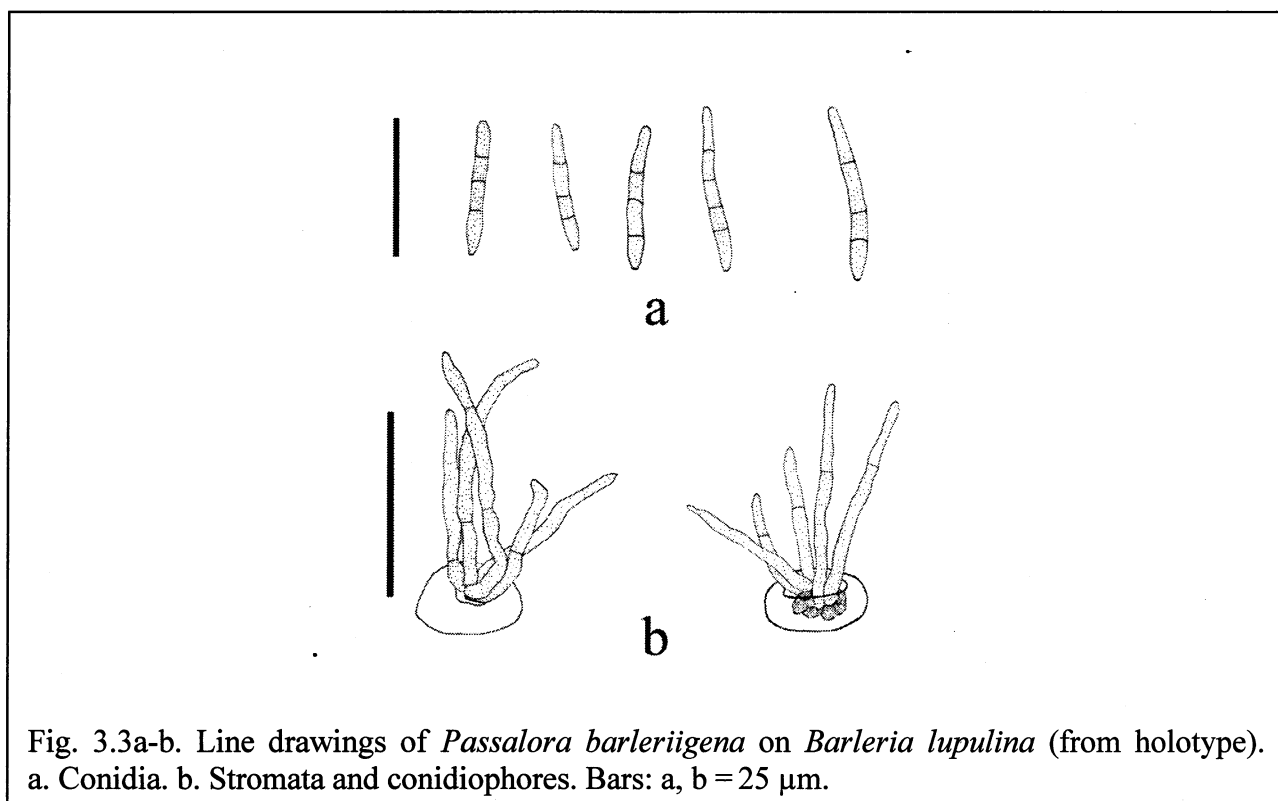 a
b
Fig. 3.3a-b. Line drawings of Passalora barleriigena on Barleria lupulina (from holotype).
a. Conidia. b. Stromata and conidiophores. Bars: a, b = 25 μm.